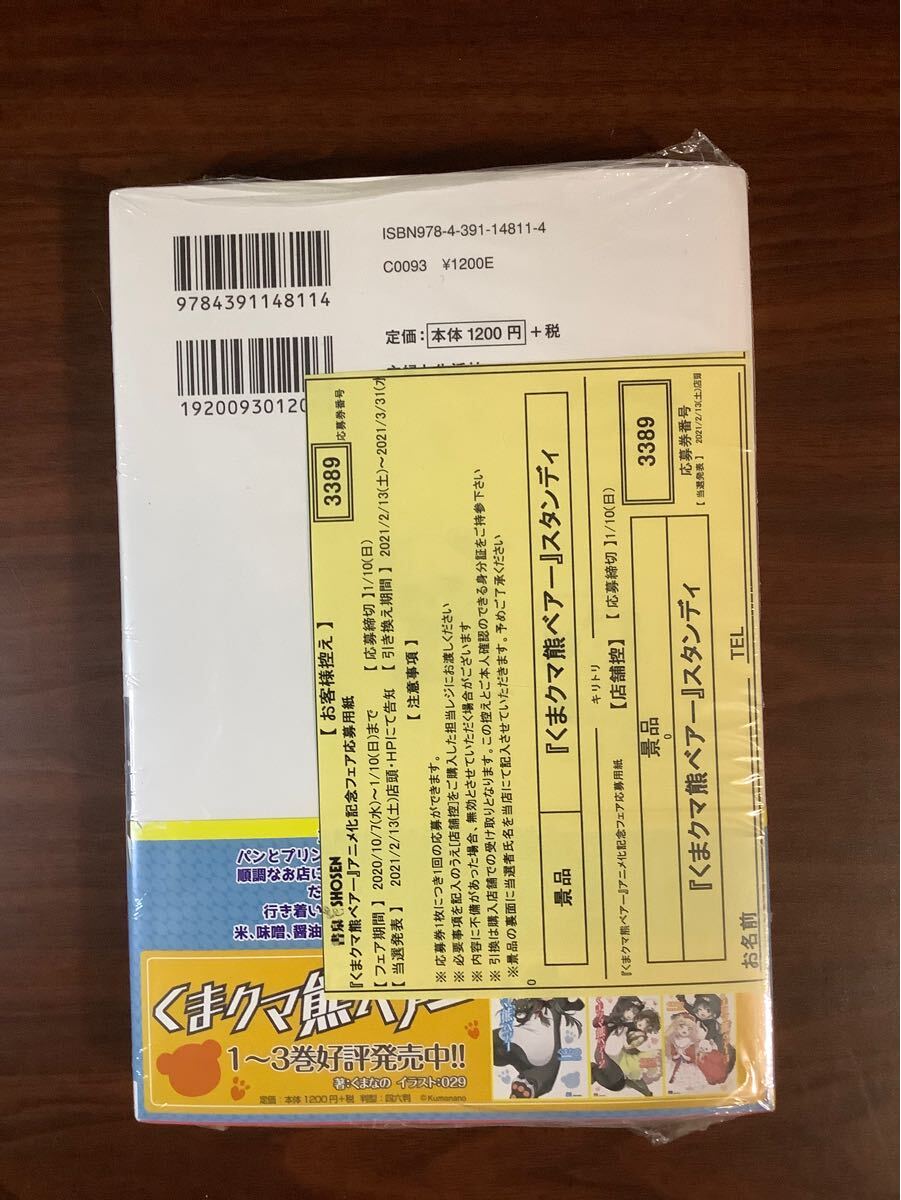 ISBN978-4-391-14811-4
C0093 ¥1200E
9784391148114
定価：本体1200円＋税
19200930120
【お客様控え】
書泉 SHOSEN
『くまクマ熊ベアー』アニメ化記念フェア応募用紙
3389
応募券番号
【フェア期間】 2020/10/7(水)～1/10(日)まで 【応募締切】1/10(日)
【当選発表】 2021/2/13(土)店頭・HPにて告知 【引き換え期間】 2021/2/13(土)～2021/3/31(水
【注意事項】
※応募券1枚につき1回の応募ができます。
※必要事項を記入のうえ[店舗控]をご購入した担当レジにお渡しください
※内容に不備があった場合、無効とさせていただく場合がございます
※引換は購入店舗での受け取りとなります。この控えとご本人確認のできる身分証をご持参下さい
※景品の裏面に当選者氏名を当店にて記入させていただきます。予めご了承ください
0
景品
『くまクマ熊ベアー』スタンディ
キリトリ
『くまクマ熊ベアー』アニメ化記念フェア応募用紙
【店舗控】
【応募締切】1/10(日)
3389
応募券番号
【当選発表】 2021/2/13(土)店頭
景品
0
『くまクマ熊ベアー』スタンディ
お名前
TEL
パンとプリン
順調なお店に
だ
行き着い
米、味噌、醤油
くまクマ熊ベアー
1～3巻好評発売中!!
著：くまなの イラスト：029
定価：本体1200円＋税 判型：四六判 ©Kumanano